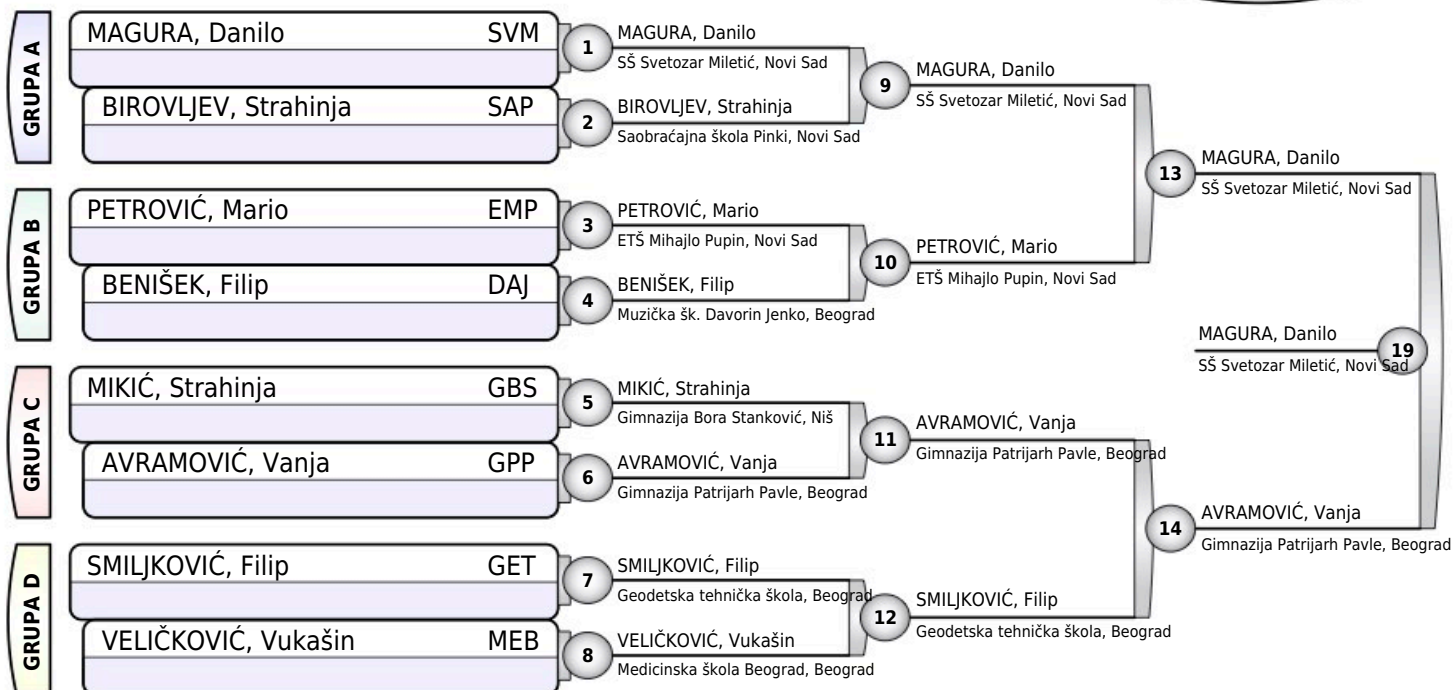 GRUPA A
MAGURA, Danilo SVM
BIROVLJEV, Strahinja SAP
1
MAGURA, Danilo
SŠ Svetozar Miletić, Novi Sad
2
BIROVLJEV, Strahinja
Saobraćajna škola Pinki, Novi Sad
9
MAGURA, Danilo
SŠ Svetozar Miletić, Novi Sad
GRUPA B
PETROVIĆ, Mario EMP
BENIŠEK, Filip DAJ
3
PETROVIĆ, Mario
ETŠ Mihajlo Pupin, Novi Sad
4
BENIŠEK, Filip
Muzička šk. Davorin Jenko, Beograd
10
PETROVIĆ, Mario
ETŠ Mihajlo Pupin, Novi Sad
13
MAGURA, Danilo
SŠ Svetozar Miletić, Novi Sad
GRUPA C
MIKIĆ, Strahinja GBS
AVRAMOVIĆ, Vanja GPP
5
MIKIĆ, Strahinja
Gimnazija Bora Stanković, Niš
6
AVRAMOVIĆ, Vanja
Gimnazija Patrijarh Pavle, Beograd
11
AVRAMOVIĆ, Vanja
Gimnazija Patrijarh Pavle, Beograd
GRUPA D
SMILJKOVIĆ, Filip GET
VELIČKOVIĆ, Vukašin MEB
7
SMILJKOVIĆ, Filip
Geodetska tehnička škola, Beograd
8
VELIČKOVIĆ, Vukašin
Medicinska škola Beograd, Beograd
12
SMILJKOVIĆ, Filip
Geodetska tehnička škola, Beograd
14
AVRAMOVIĆ, Vanja
Gimnazija Patrijarh Pavle, Beograd
MAGURA, Danilo
SŠ Svetozar Miletić, Novi Sad
19